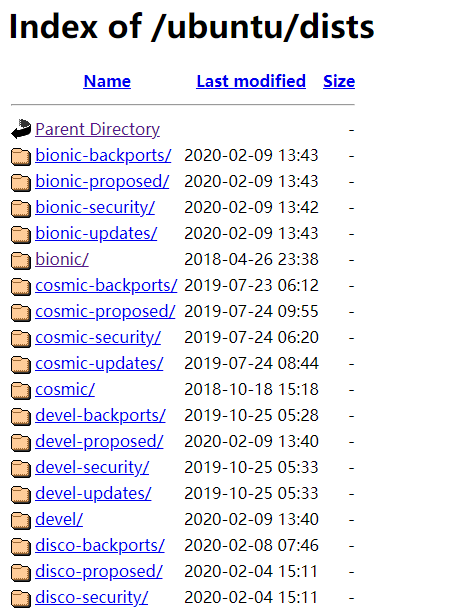 Index of /ubuntu/dists
Name Last modified Size
Parent Directory -
bionic-backports/ 2020-02-09 13:43 -
bionic-proposed/ 2020-02-09 13:43 -
bionic-security/ 2020-02-09 13:42 -
bionic-updates/ 2020-02-09 13:43 -
bionic/ 2018-04-26 23:38 -
cosmic-backports/ 2019-07-23 06:12 -
cosmic-proposed/ 2019-07-24 09:55 -
cosmic-security/ 2019-07-24 06:20 -
cosmic-updates/ 2019-07-24 08:44 -
cosmic/ 2018-10-18 15:18 -
devel-backports/ 2019-10-25 05:28 -
devel-proposed/ 2020-02-09 13:40 -
devel-security/ 2019-10-25 05:33 -
devel-updates/ 2019-10-25 05:33 -
devel/ 2020-02-09 13:40 -
disco-backports/ 2020-02-08 07:46 -
disco-proposed/ 2020-02-04 15:11 -
disco-security/ 2020-02-04 15:11 -